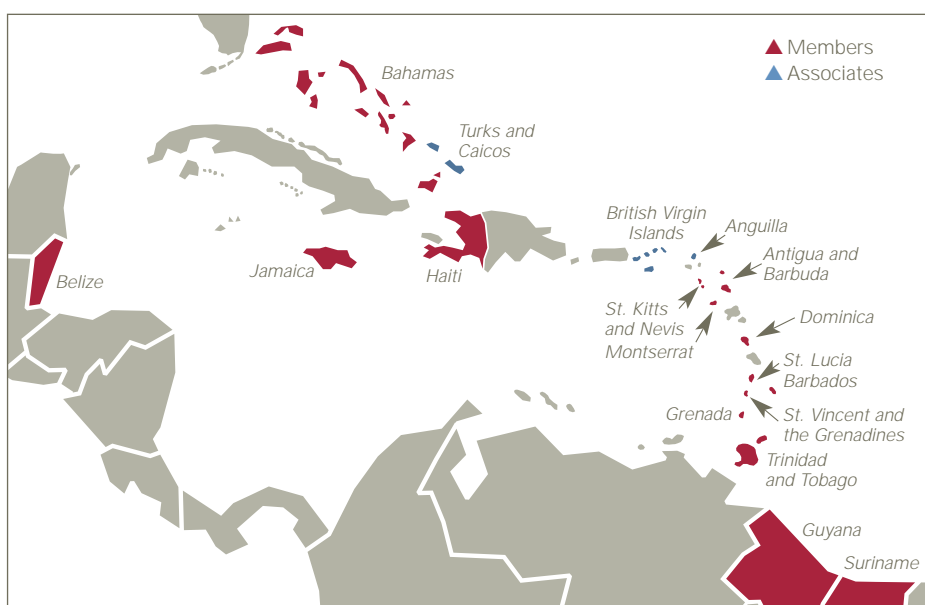 Members
Associates
Bahamas
Turks and
Caicos
British Virgin
Islands
Anguilla
Antigua and
Barbuda
Jamaica
Haiti
Belize
St. Kitts
and Nevis
Montserrat
Dominica
St. Lucia
Barbados
Grenada
St. Vincent and
the Grenadines
Trinidad
and Tobago
Guyana
Suriname